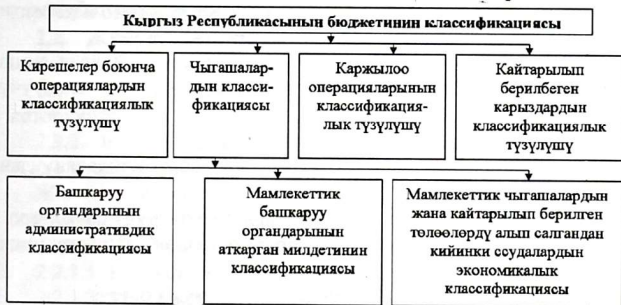 Кыргыз Республикасынын бюджетинин классификациясы
Кирешелер боюнча
операциялардын
классификациялык
түзүлүшү
Чыгашалар-
дын класси-
фикациясы
Каржылоо
операцияларынын
классификация-
лык түзүлүшү
Кайтарылып
берилбеген
карыздардын
классификациялык
түзүлүшү
Башкаруу
органдарынын
административдик
классификациясы
Мамлекеттик
башкаруу
органдарынын
аткарган милдетинин
классификациясы
Мамлекеттик чыгашалардын
жана кайтарылып берилген
төлөөлөрдү алып салгандан
кийинки ссудалардын
экономикалык
классификациясы